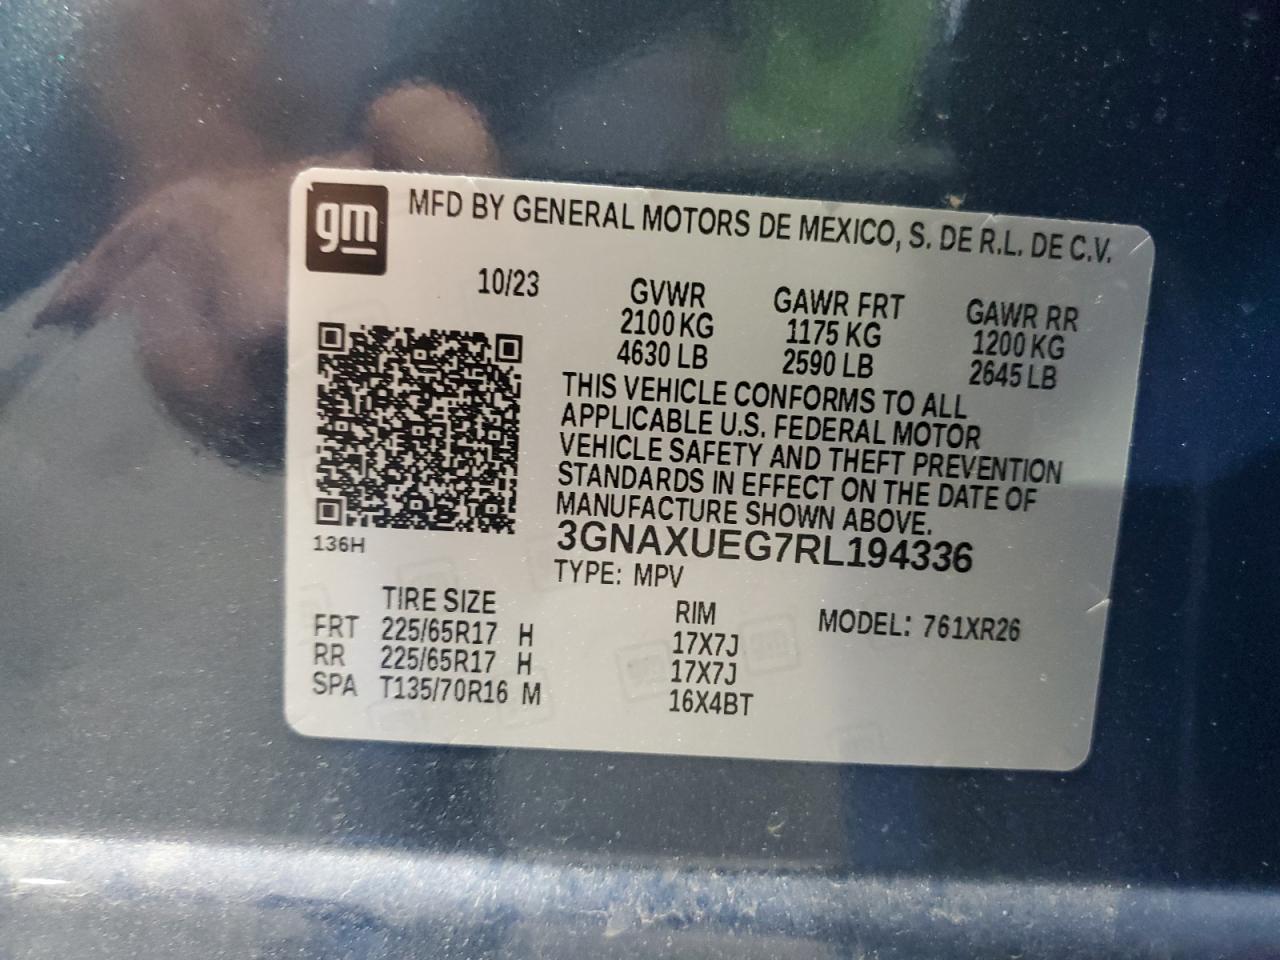 gm
MFD BY GENERAL MOTORS DE MEXICO, S. DE R.L. DE C.V.
10/23 GVWR GAWR FRT GAWR RR
2100 KG 1175 KG 1200 KG
4630 LB 2590 LB 2645 LB
THIS VEHICLE CONFORMS TO ALL
APPLICABLE U.S. FEDERAL MOTOR
VEHICLE SAFETY AND THEFT PREVENTION
STANDARDS IN EFFECT ON THE DATE OF
MANUFACTURE SHOWN ABOVE.
136H
3GNAXUEG7RL194336
TYPE: MPV
TIRE SIZE RIM MODEL: 761XR26
FRT 225/65R17 H 17X7J
RR 225/65R17 H 17X7J
SPA T135/70R16 M 16X4BT